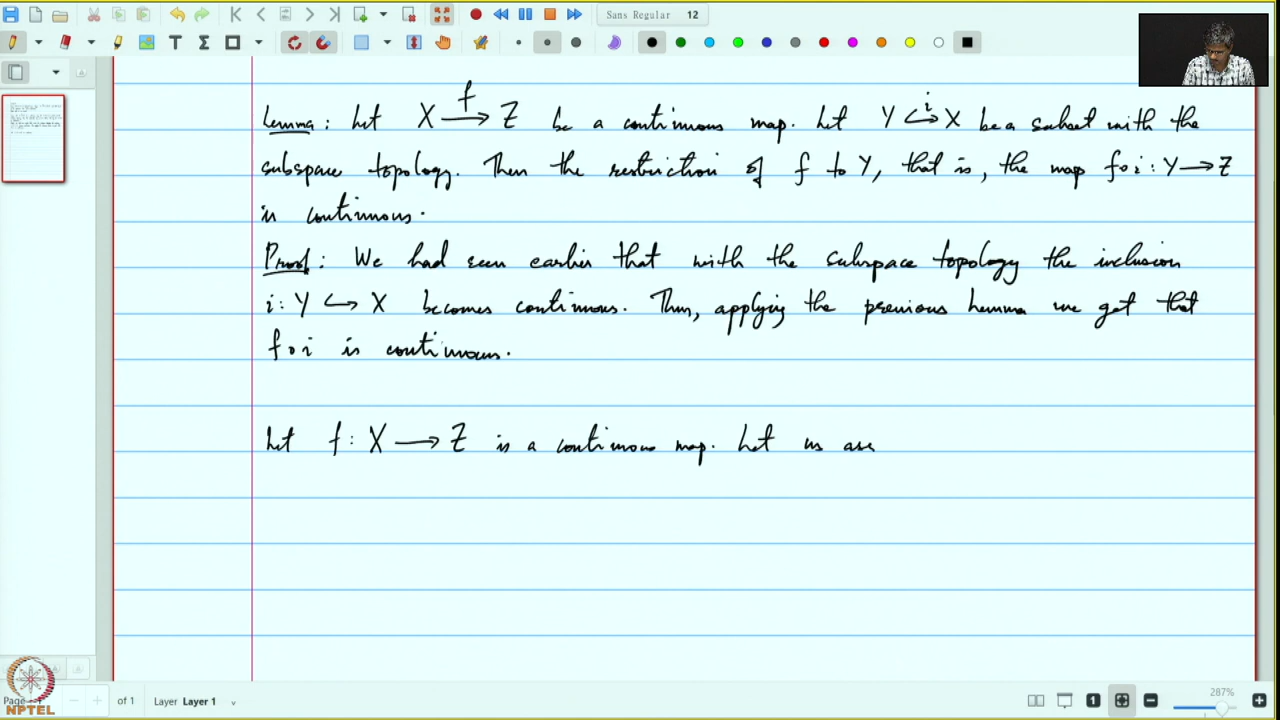 Sans Regular 12
f
Lemma: Let X ⟶ Z be a continuous map. Let Y ↪ X be a subset with the
i
subspace topology. Then the restriction of f to Y, that is, the map f∘i : Y ⟶ Z
is continuous.
Proof: We had seen earlier that with the subspace topology the inclusion
i: Y ↪ X becomes continuous. Thus, applying the previous Lemma we get that
f∘i is continuous.
Let f: X ⟶ Z is a continuous map. Let us ass
Page
of 1 Layer Layer 1
1
287%
NPTEL